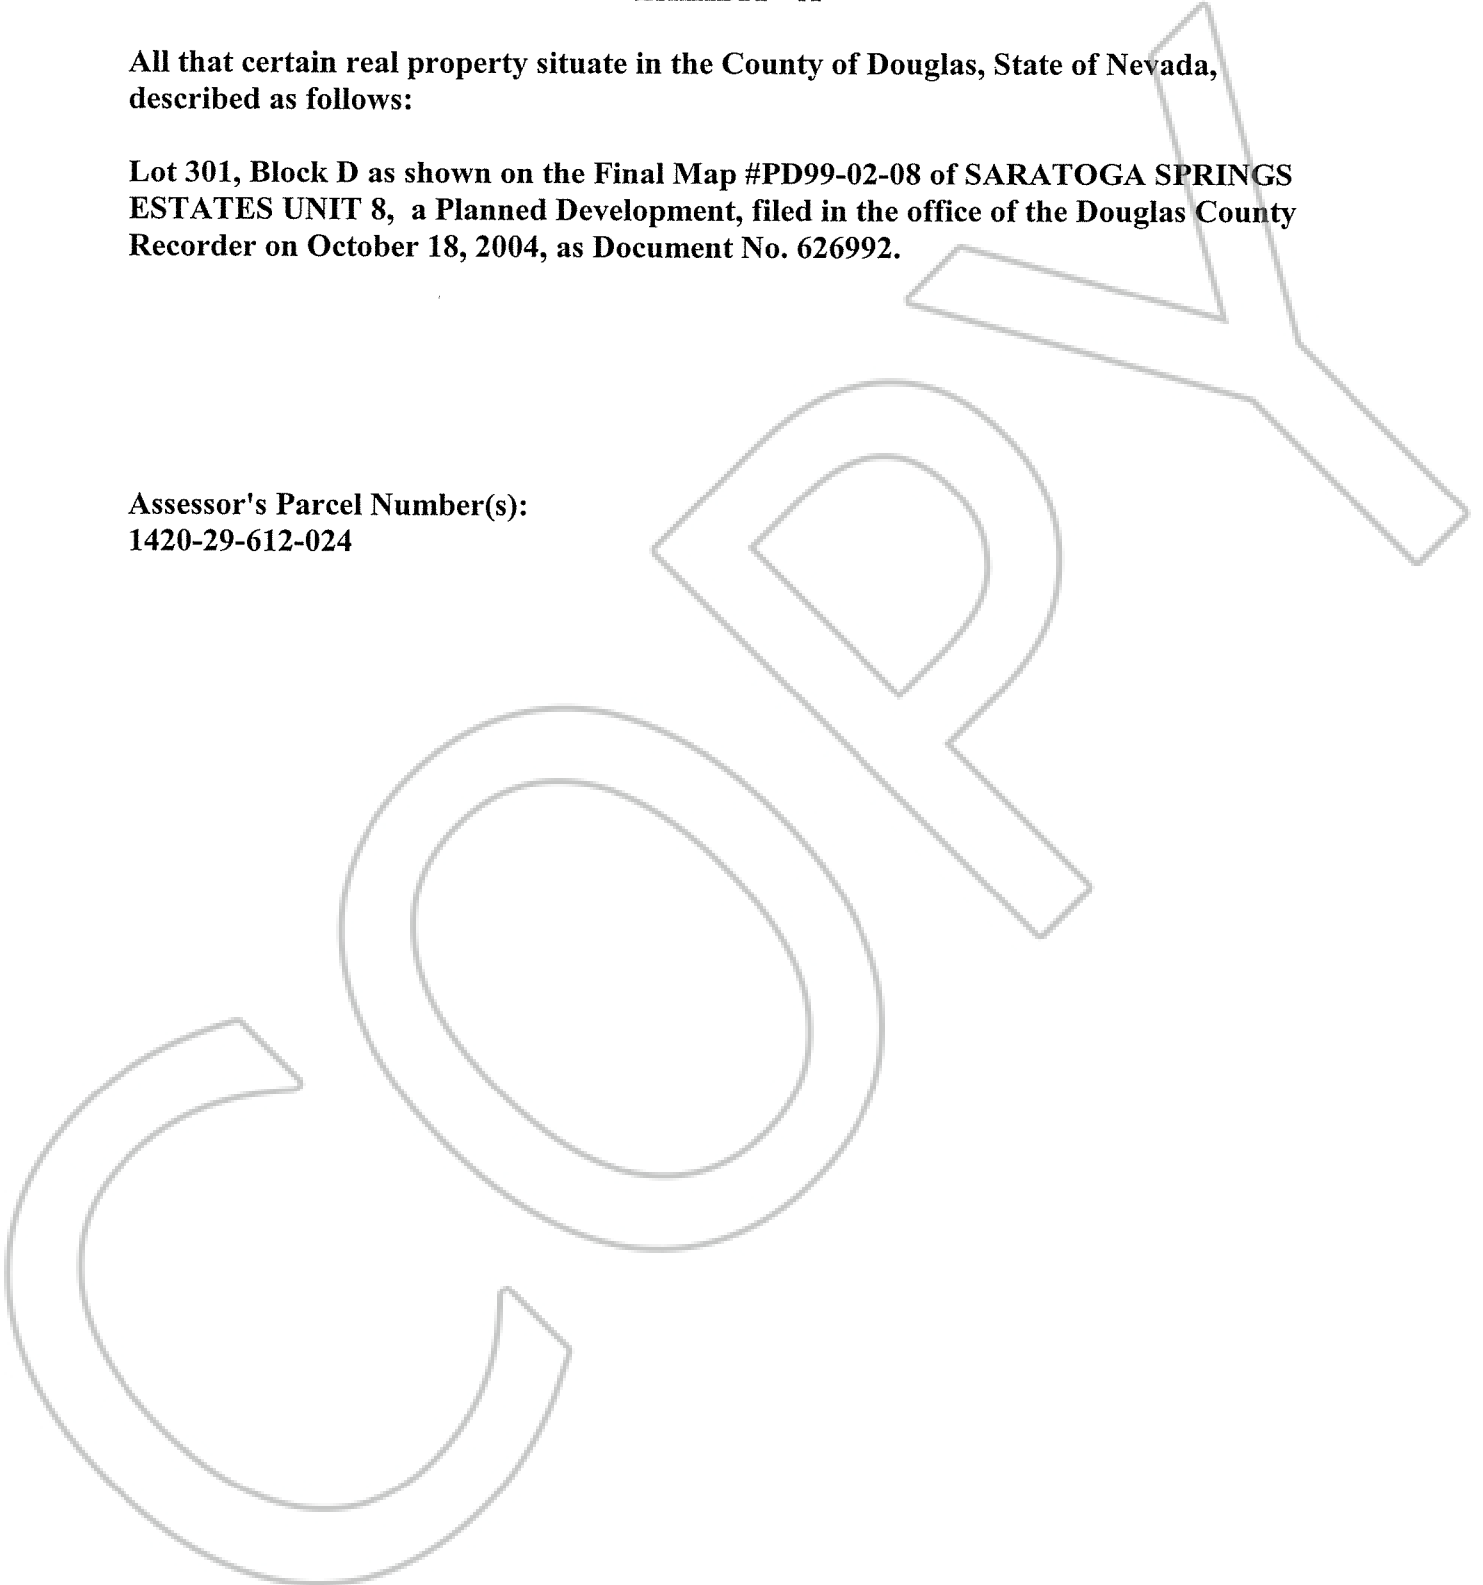 All that certain real property situate in the County of Douglas, State of Nevada,
described as follows:
Lot 301, Block D as shown on the Final Map #PD99-02-08 of SARATOGA SPRINGS
ESTATES UNIT 8,  a Planned Development, filed in the office of the Douglas County
Recorder on October 18, 2004, as Document No. 626992.
Assessor's Parcel Number(s):
1420-29-612-024
COPY